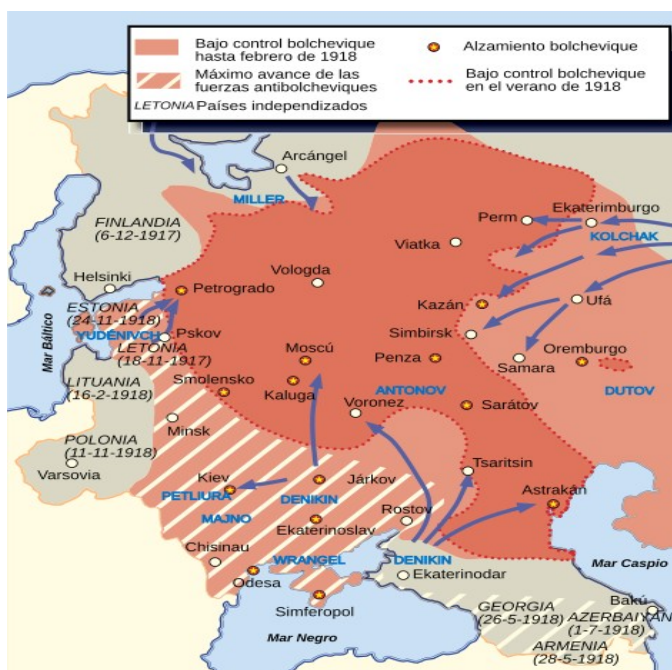 Bajo control bolchevique
hasta febrero de 1918
Máximo avance de las
fuerzas antibolcheviques
LETONIA Países independizados
Alzamiento bolchevique
Bajo control bolchevique
en el verano de 1918
Arcángel
MILLER
Ekaterimburgo
Perm
KOLCHAK
FINLANDIA
(6-12-1917)
Viatka
Vologda
Helsinki
Petrogrado
Ufá
Kazán
ESTONIA
(24-11-1918)
YUDÉNIVCH
Pskov
Simbirsk
Mar Báltico
LETONIA
(18-11-1917)
Moscú
Penza
Samara
Oremburgo
LITUANIA
(16-2-1918)
Smolensko
Kaluga
ANTONOV
DUTOV
Voronez
Sarátov
Minsk
POLONIA
(11-11-1918)
Varsovia
Kiev
Járkov
Tsaritsin
PETLIURA
DENIKIN
Astrakán
MAJNO
Rostov
Ekaterinoslav
Chisinau
WRANGEL
DENIKIN
Mar Caspio
Odesa
Ekaterinodar
Simferopol
GEORGIA
(26-5-1918)
Bakú
AZERBAIYÁN
(1-7-1918)
Mar Negro
ARMENIA
(28-5-1918)